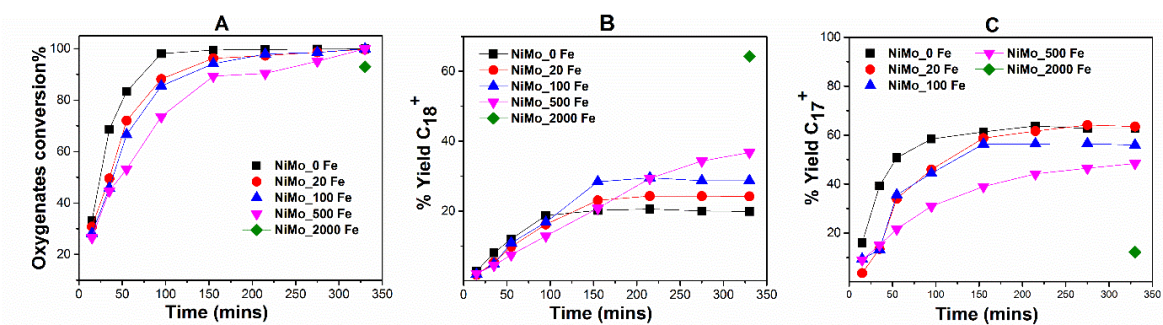 A
Oxygenates conversion%
100
80
60
40
20
NiMo_0 Fe
NiMo_20 Fe
NiMo_100 Fe
NiMo_500 Fe
NiMo_2000 Fe
0 50 100 150 200 250 300 350
Time (mins)
B
% Yield C18+
60
40
20
NiMo_0 Fe
NiMo_20 Fe
NiMo_100 Fe
NiMo_500 Fe
NiMo_2000 Fe
0 50 100 150 200 250 300 350
Time (mins)
C
% Yield C17+
100
80
60
40
20
NiMo_0 Fe
NiMo_20 Fe
NiMo_100 Fe
NiMo_500 Fe
NiMo_2000 Fe
0 50 100 150 200 250 300 350
Time (mins)